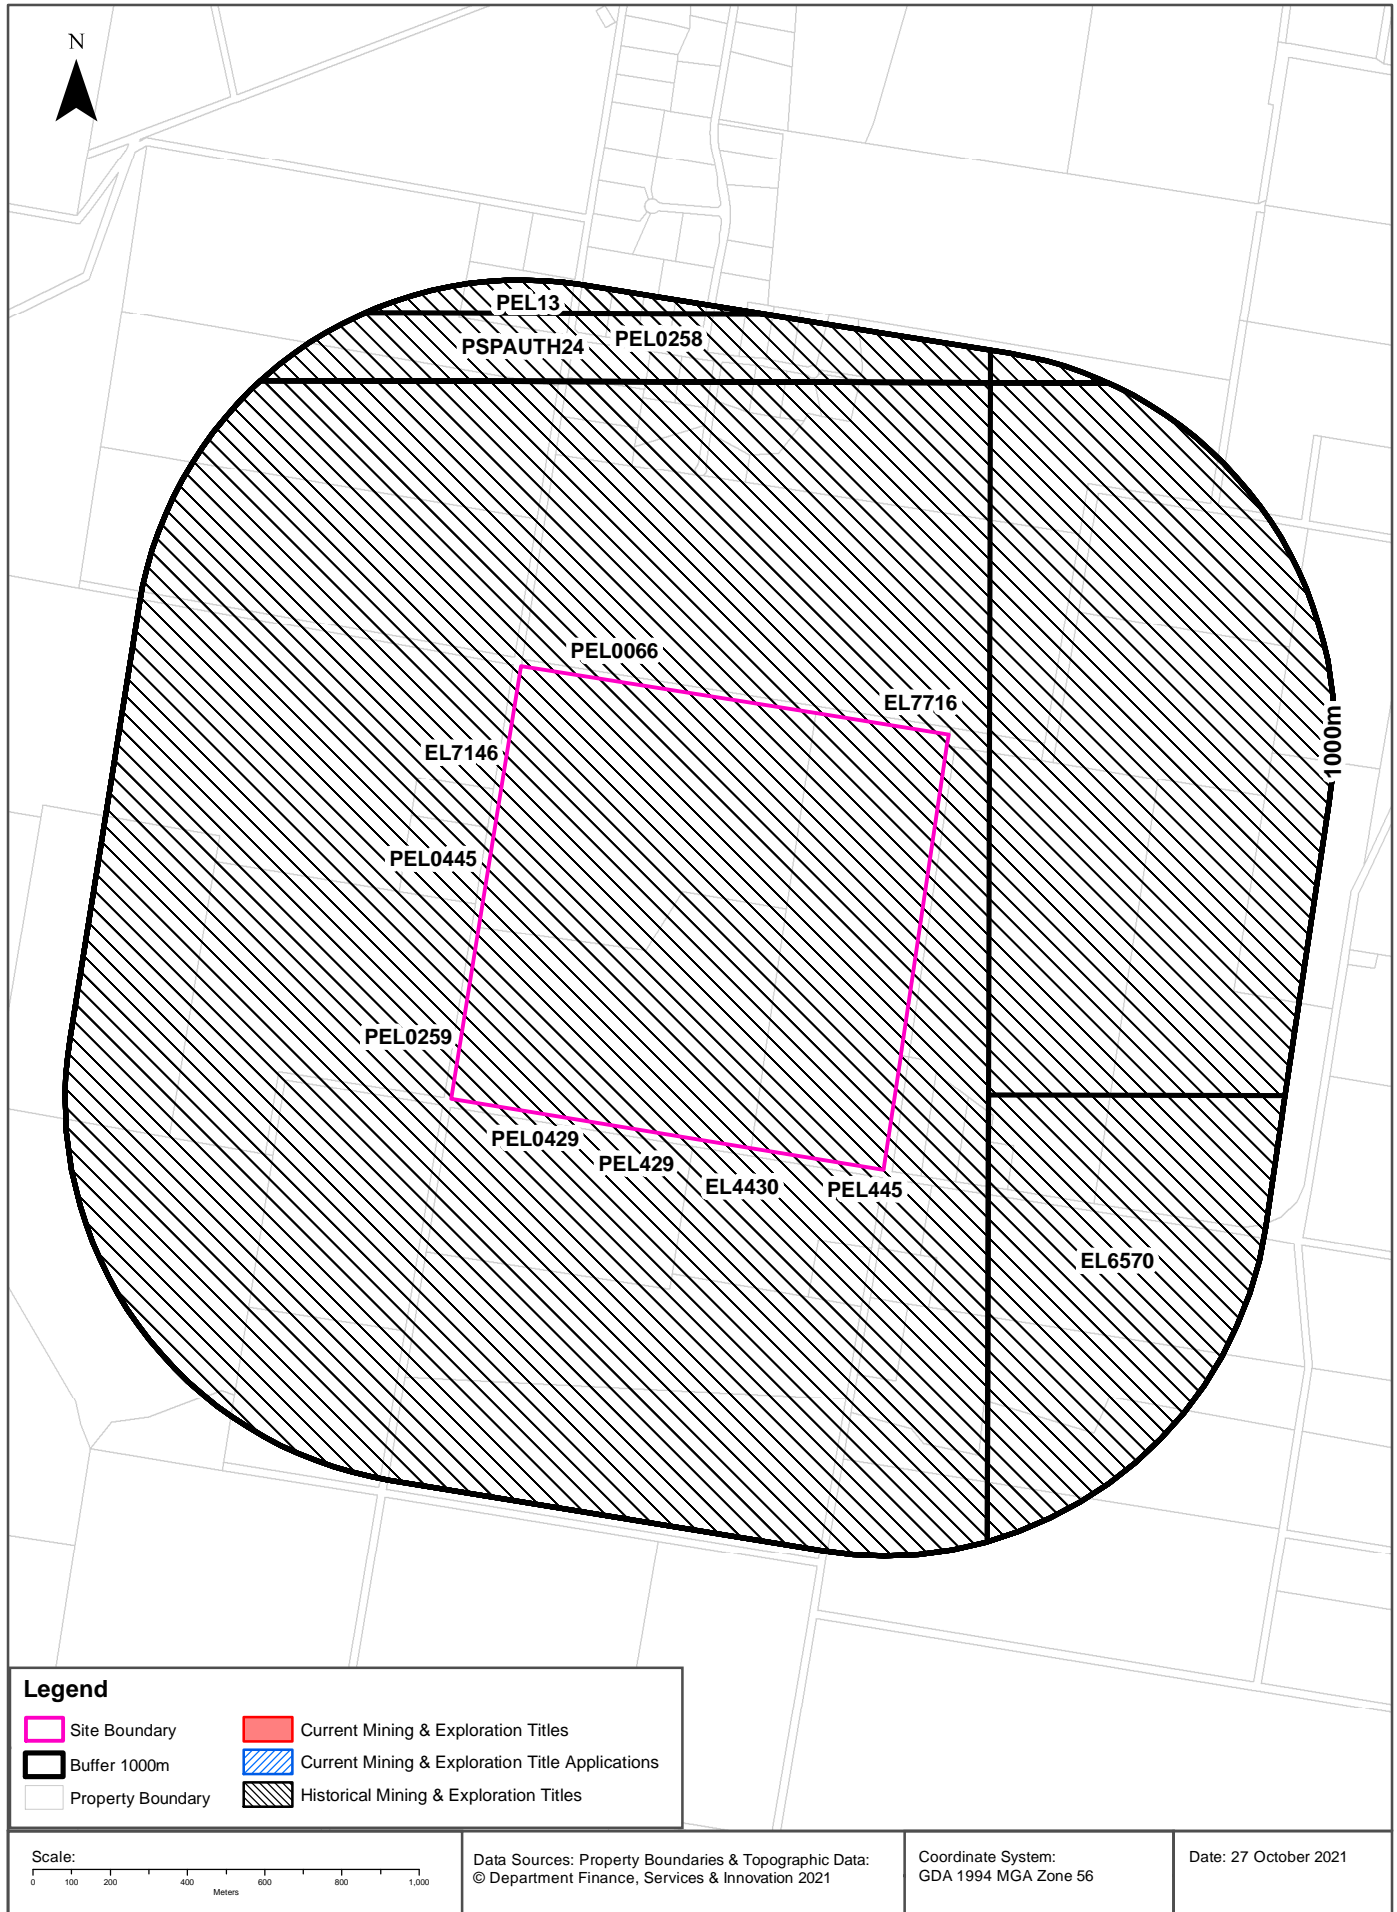 N
PEL13
PSPAUTH24
PEL0258
PEL0066
EL7716
1000m
EL7146
PEL0445
PEL0259
PEL0429
PEL429
EL4430
PEL445
EL6570
Legend
Site Boundary
Buffer 1000m
Property Boundary
Current Mining & Exploration Titles
Current Mining & Exploration Title Applications
Historical Mining & Exploration Titles
Scale:
0 100 200 400 600 800 1,000
Meters
Data Sources: Property Boundaries & Topographic Data:
© Department Finance, Services & Innovation 2021
Coordinate System:
GDA 1994 MGA Zone 56
Date: 27 October 2021